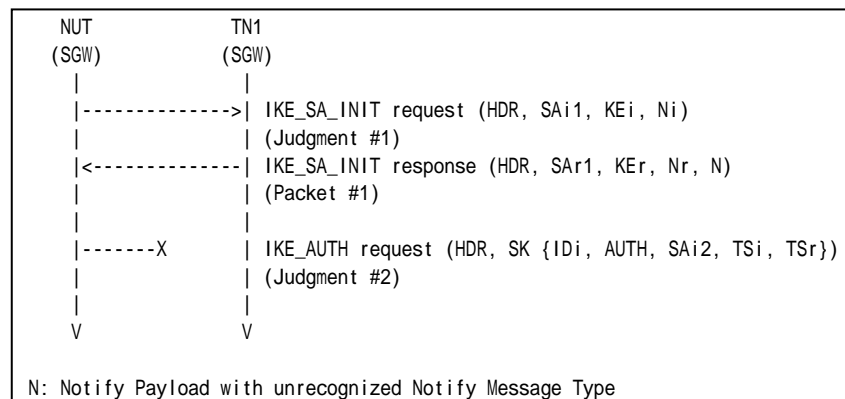 NUT TN1
(SGW) (SGW)
| |
|-------------->| IKE_SA_INIT request (HDR, SAi1, KEi, Ni)
| | (Judgment #1)
|<--------------| IKE_SA_INIT response (HDR, SAr1, KEr, Nr, N)
| | (Packet #1)
| |
|-------X | IKE_AUTH request (HDR, SK {IDi, AUTH, SAi2, TSi, TSr})
| | (Judgment #2)
| |
V V
N: Notify Payload with unrecognized Notify Message Type